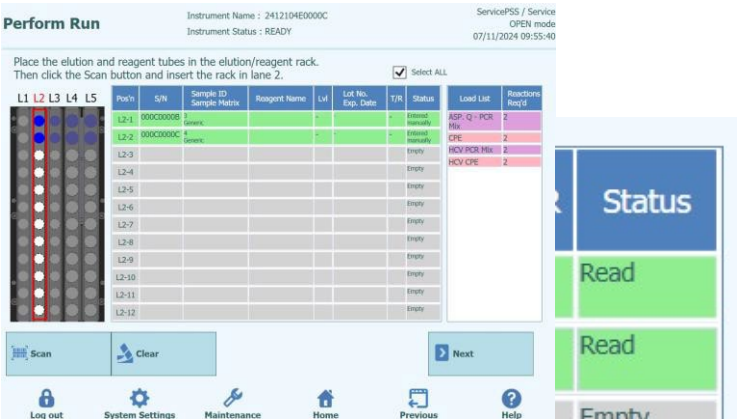 Perform Run
Instrument Name : 2412104E0000C
Instrument Status : READY
ServicePSS / Service
OPEN mode
07/11/2024 09:55:40
Place the elution and reagent tubes in the elution/reagent rack.
Then click the Scan button and insert the rack in lane 2.
Select ALL
L1 L2 L3 L4 L5
Pos'n S/N Sample ID Sample Matrix Reagent Name Lvl Lot No. Exp. Date T/R Status
L2-1 000C0000B 3 Generic - - - Entered manually
L2-2 000C0000C 4 Generic - - - Entered manually
L2-3 Empty
L2-4 Empty
L2-5 Empty
L2-6 Empty
L2-7 Empty
L2-8 Empty
L2-9 Empty
L2-10 Empty
L2-11 Empty
L2-12 Empty
Load List Reactions Req'd
ASP. Q - PCR Mix 2
CPE 2
HCV PCR Mix 2
HCV CPE 2
Scan
Clear
Next
Log out
System Settings
Maintenance
Home
Previous
Help
R Status
Read
Read
Empty